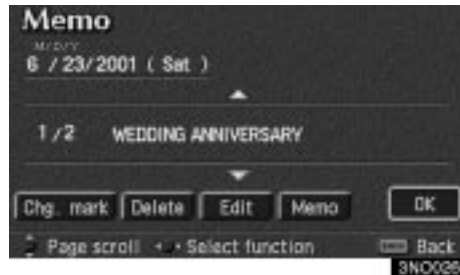 Memo
M/D/Y
6 / 23/2001 ( Sat )
1/2 WEDDING ANNIVERSARY
Chg. mark Delete Edit Memo OK
Page scroll Select function Back
3NO026